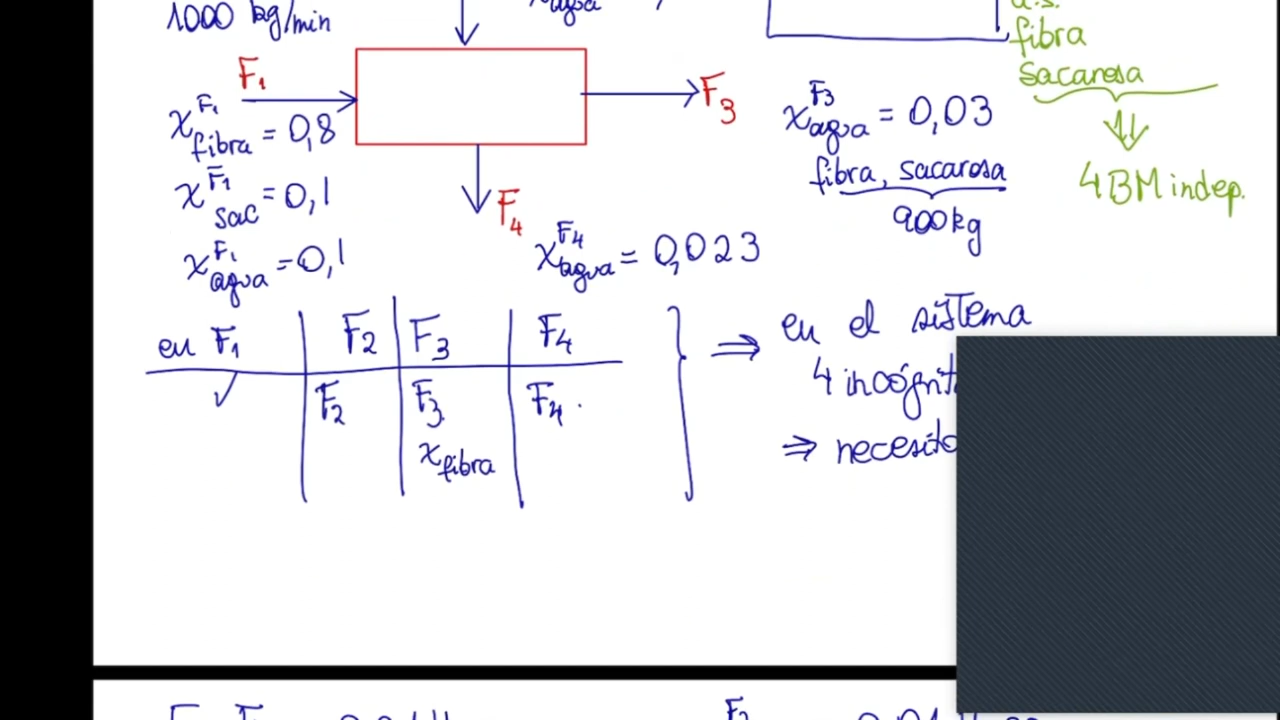 1000 kg/min
x agua
a.s.
fibra
sacarosa
F1
x F1 fibra = 0,8
F3
x F3 agua = 0,03
fibra, sacarosa
900 kg
4 BM indep.
x F1 sac = 0,1
F4
x F4 agua = 0,023
x F1 agua = 0,1
en F1 F2 F3 F4
✓ F2 F3 F4
x fibra
⇒ en el sistema
4 incógnit
⇒ necesito